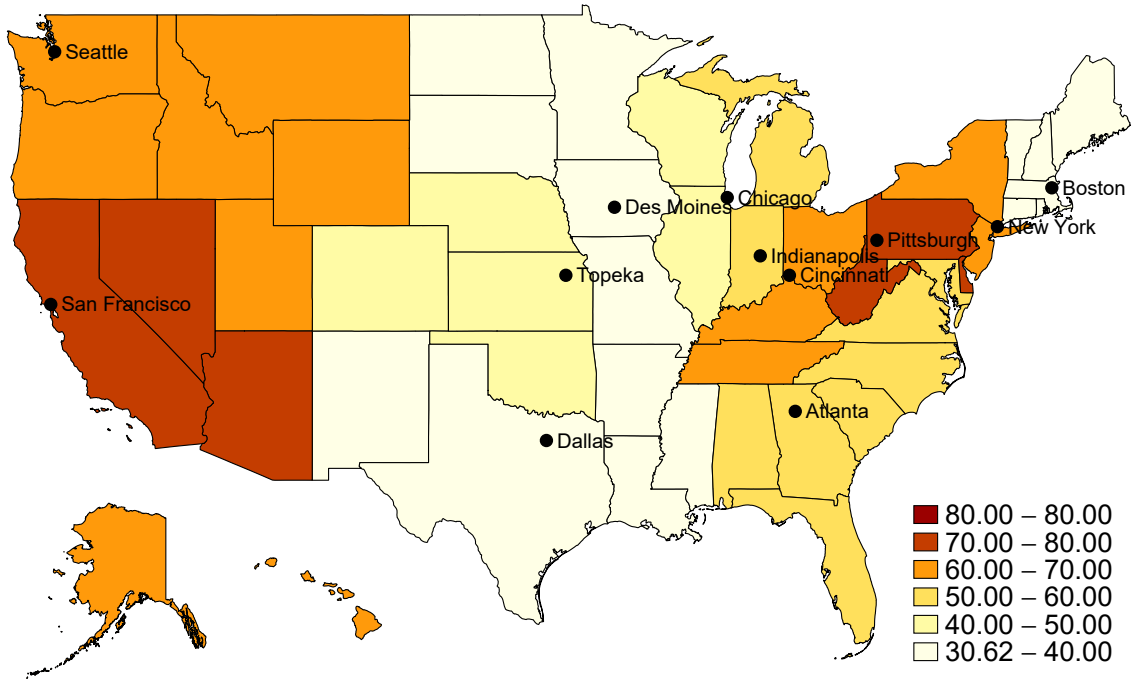 Seattle
Boston
Chicago
Des Moines
New York
Pittsburgh
Indianapolis
Topeka
Cincinnati
San Francisco
Atlanta
Dallas
80.00 – 80.00
70.00 – 80.00
60.00 – 70.00
50.00 – 60.00
40.00 – 50.00
30.62 – 40.00